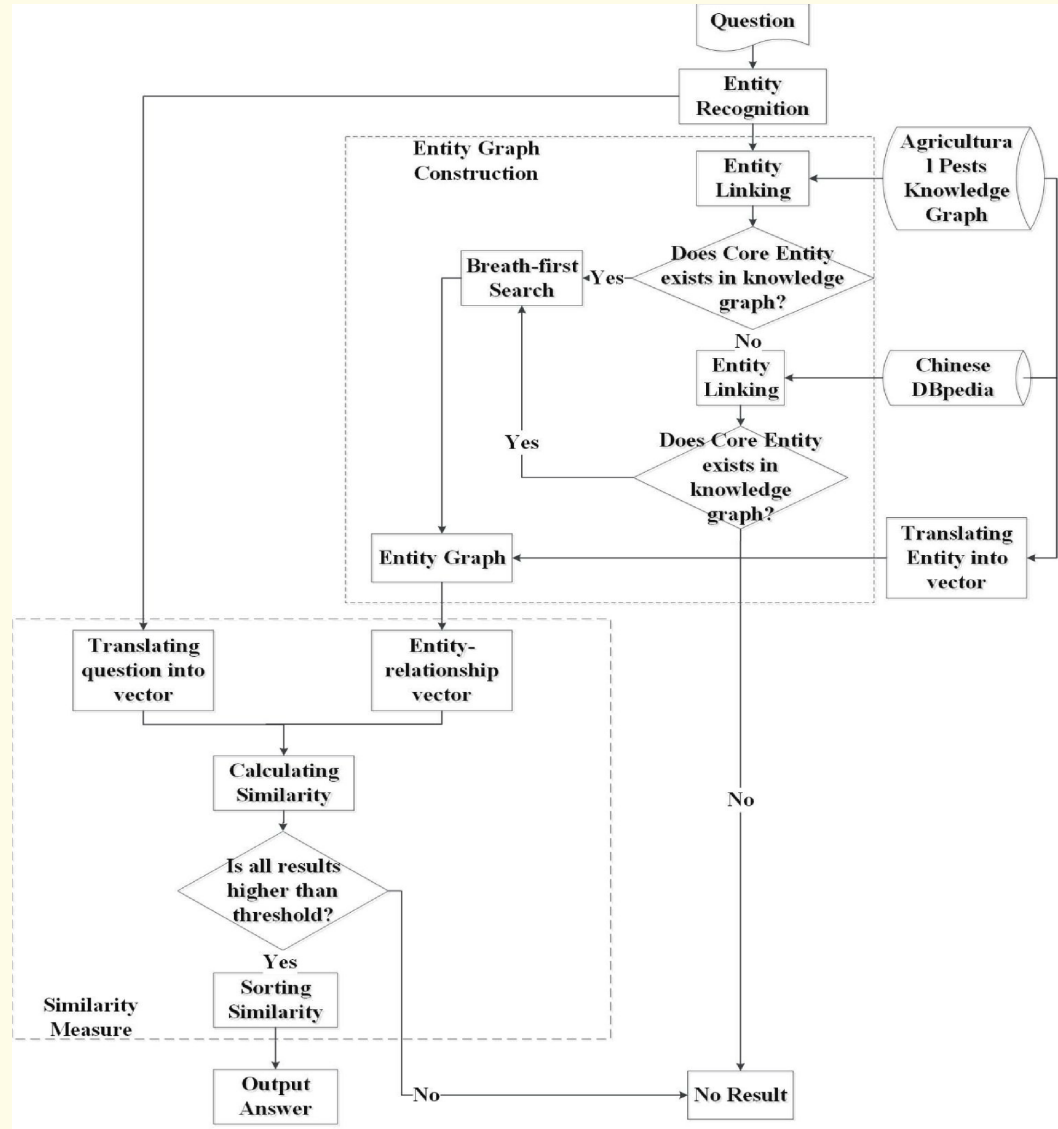 Question
Entity
Recognition
Entity Graph
Construction
Entity
Linking
Agricultura
l Pests
Knowledge
Graph
Does Core Entity
exists in knowledge
graph?
Yes
Breath-first
Search
No
Entity
Linking
Chinese
DBpedia
Yes
Does Core Entity
exists in
knowledge
graph?
Entity Graph
Translating
Entity into
vector
Translating
question into
vector
Entity-
relationship
vector
Calculating
Similarity
No
Is all results
higher than
threshold?
Yes
Sorting
Similarity
Similarity
Measure
Output
Answer
No
No Result